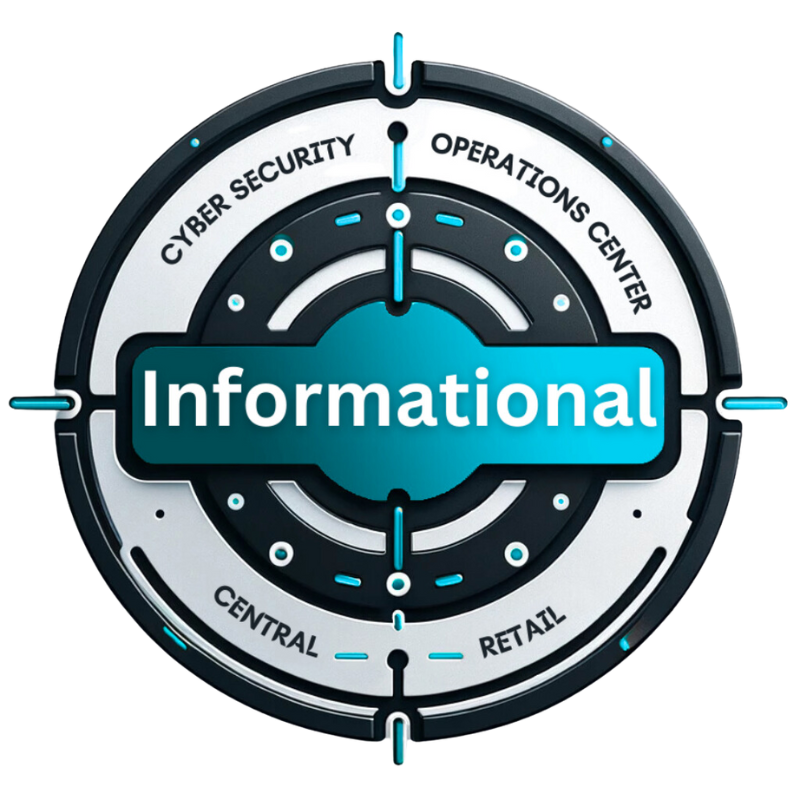 CYBER SECURITY
OPERATIONS CENTER
Informational
CENTRAL
RETAIL